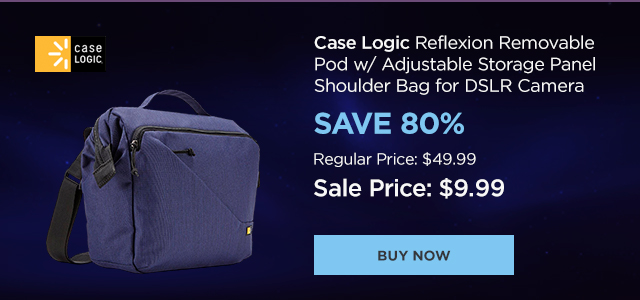 case
LOGIC
Case Logic Reflexion Removable
Pod w/ Adjustable Storage Panel
Shoulder Bag for DSLR Camera
SAVE 80%
Regular Price: $49.99
Sale Price: $9.99
BUY NOW